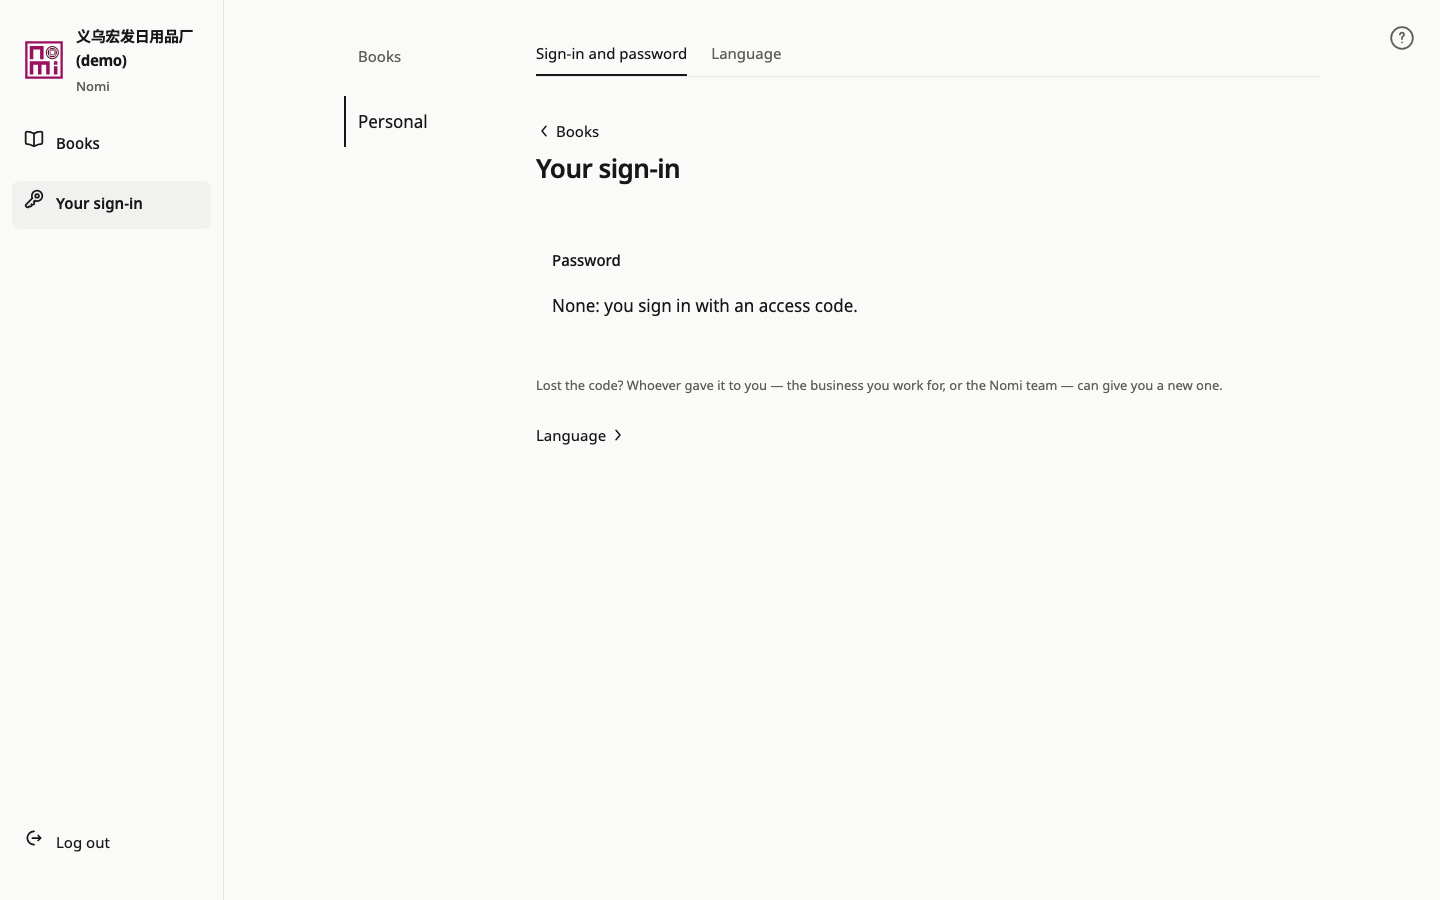 nomi
义乌宏发日用品厂
(demo)
Nomi
Books
Your sign-in
Log out
Books
Personal
Sign-in and password
Language
Books
Your sign-in
Password
None: you sign in with an access code.
Lost the code? Whoever gave it to you — the business you work for, or the Nomi team — can give you a new one.
Language
?